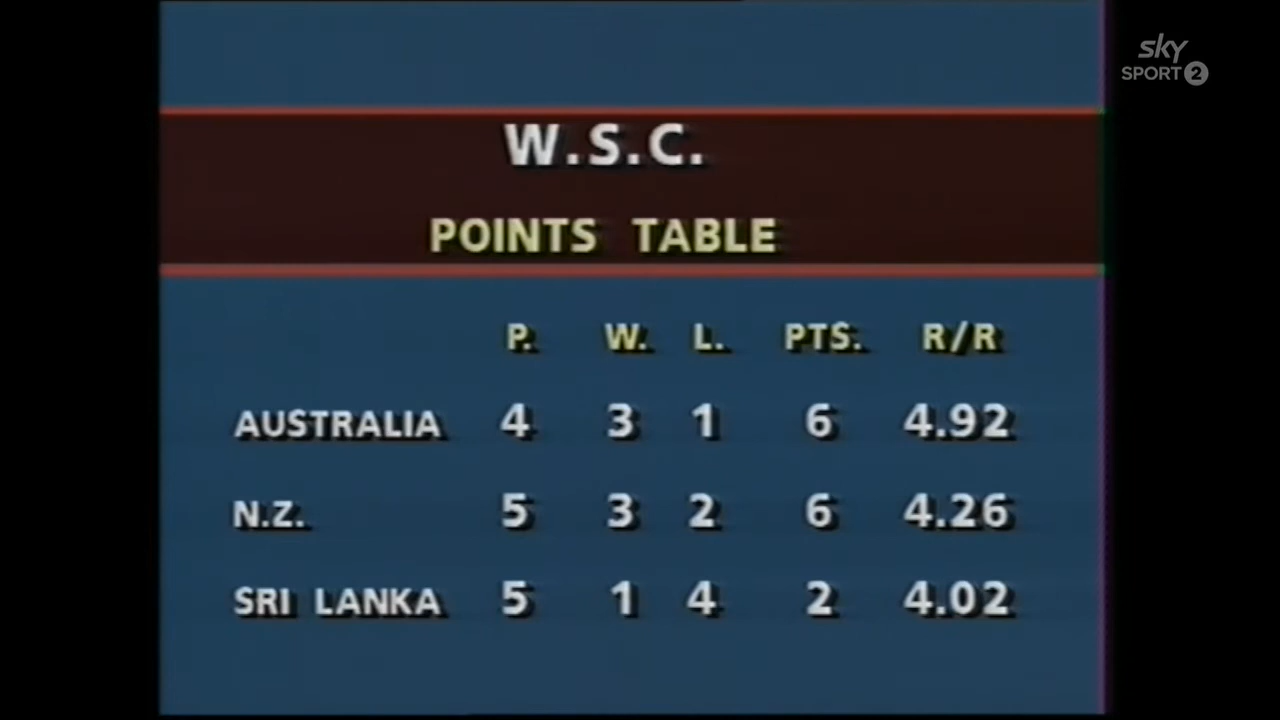 sky
SPORT 2
W.S.C.
POINTS TABLE
P. W. L. PTS. R/R
AUSTRALIA 4 3 1 6 4.92
N.Z. 5 3 2 6 4.26
SRI LANKA 5 1 4 2 4.02